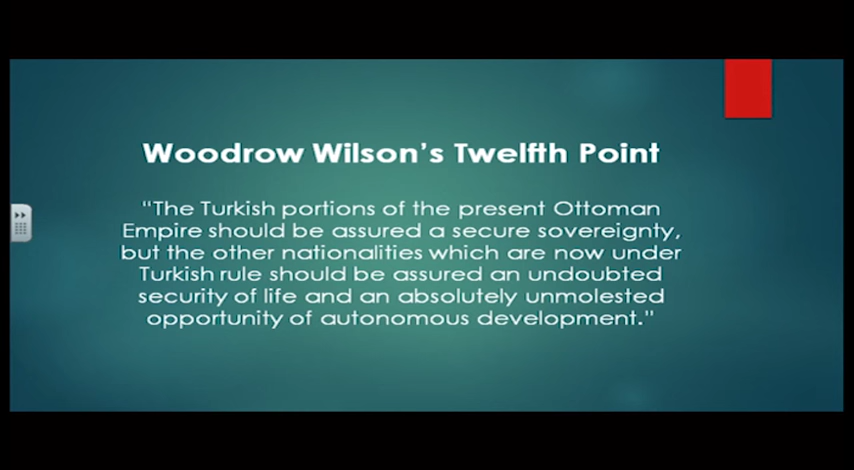 Woodrow Wilson's Twelfth Point
"The Turkish portions of the present Ottoman
Empire should be assured a secure sovereignty,
but the other nationalities which are now under
Turkish rule should be assured an undoubted
security of life and an absolutely unmolested
opportunity of autonomous development."